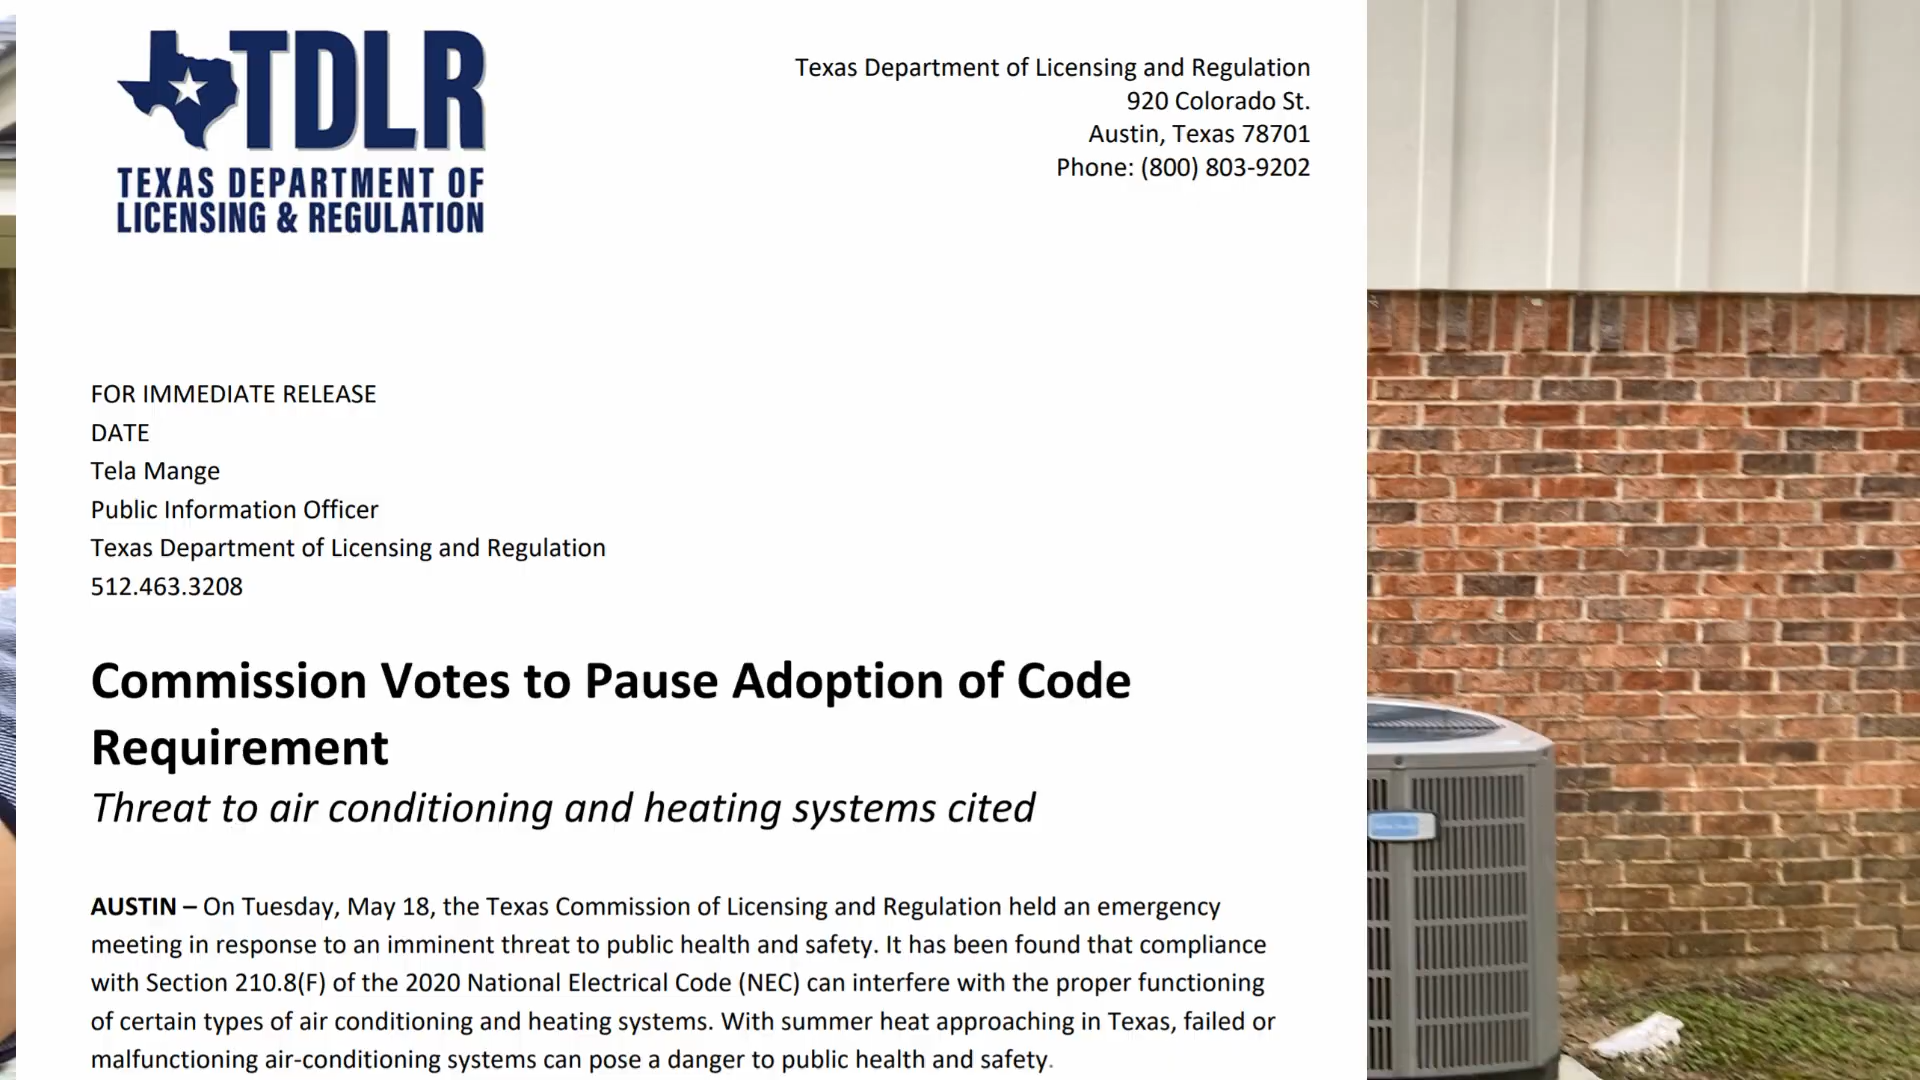 TDLR
TEXAS DEPARTMENT OF
LICENSING & REGULATION
Texas Department of Licensing and Regulation
920 Colorado St.
Austin, Texas 78701
Phone: (800) 803-9202
FOR IMMEDIATE RELEASE
DATE
Tela Mange
Public Information Officer
Texas Department of Licensing and Regulation
512.463.3208
Commission Votes to Pause Adoption of Code
Requirement
Threat to air conditioning and heating systems cited
AUSTIN – On Tuesday, May 18, the Texas Commission of Licensing and Regulation held an emergency
meeting in response to an imminent threat to public health and safety. It has been found that compliance
with Section 210.8(F) of the 2020 National Electrical Code (NEC) can interfere with the proper functioning
of certain types of air conditioning and heating systems. With summer heat approaching in Texas, failed or
malfunctioning air-conditioning systems can pose a danger to public health and safety.